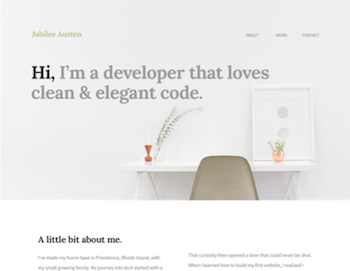 Jubilee Austen
ABOUT WORK CONTACT
Hi, I'm a developer that loves
clean & elegant code.
A little bit about me.
I've made my home base in Providence, Rhode Island, with
my small growing family. My journey into tech started with a
That curiosity then opened a door that could never be shut.
When I learned how to build my first website, I realized I